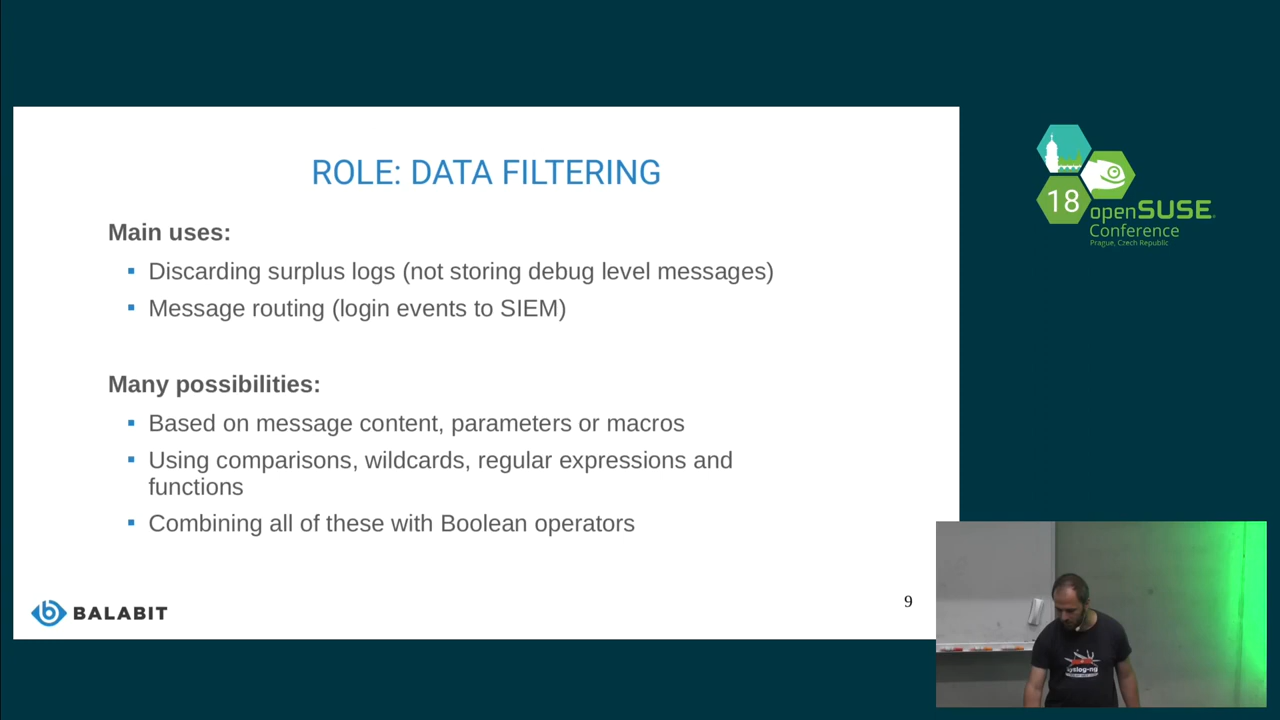 ROLE: DATA FILTERING
Main uses:
Discarding surplus logs (not storing debug level messages)
Message routing (login events to SIEM)
Many possibilities:
Based on message content, parameters or macros
Using comparisons, wildcards, regular expressions and
functions
Combining all of these with Boolean operators
BALABIT
9
18
openSUSE
Conference
Prague, Czech Republic
syslog-ng